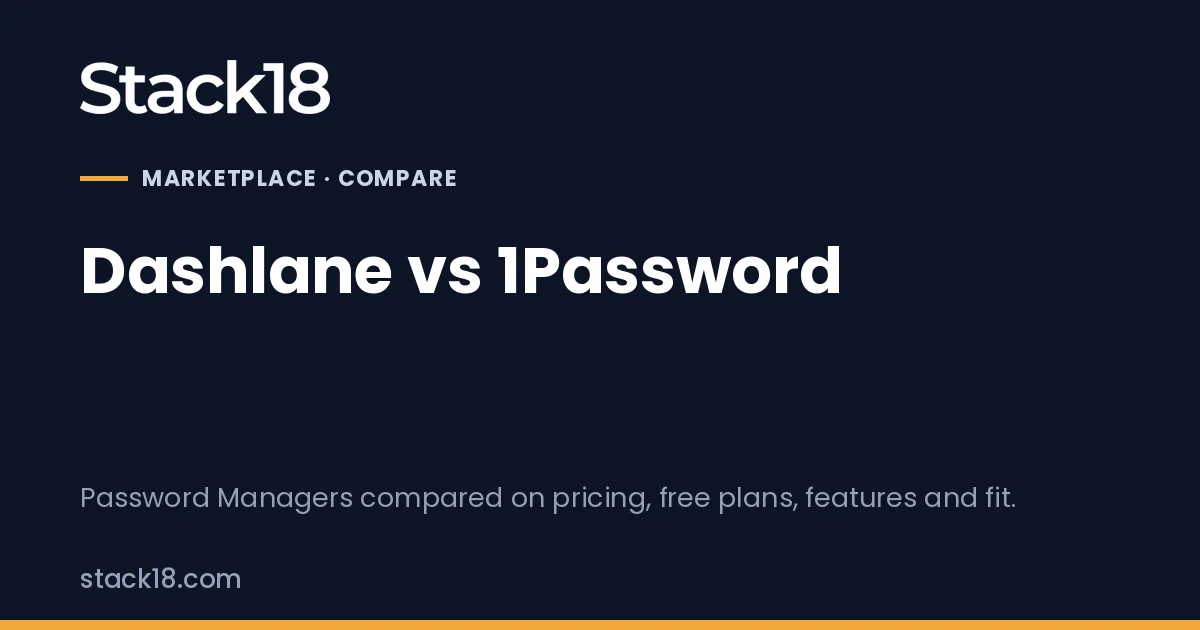 Stack18
MARKETPLACE · COMPARE
Dashlane vs 1Password
Password Managers compared on pricing, free plans, features and fit.
stack18.com